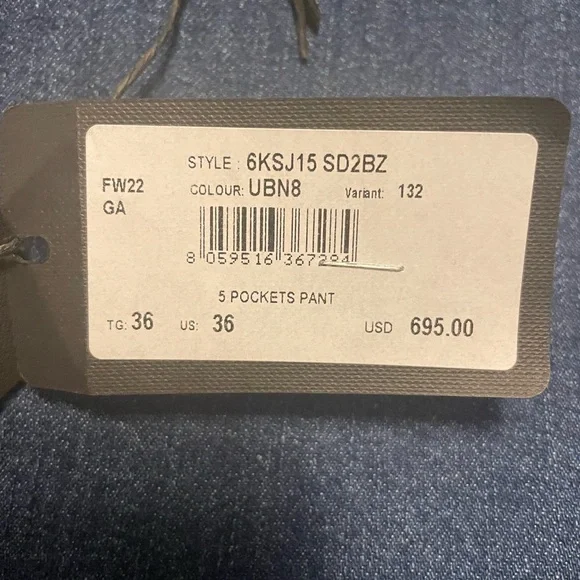 STYLE : 6KSJ15 SD2BZ
FW22 COLOUR: UBN8 Variant: 132
GA
8 059516 367294
5 POCKETS PANT
TG: 36 US: 36 USD 695.00